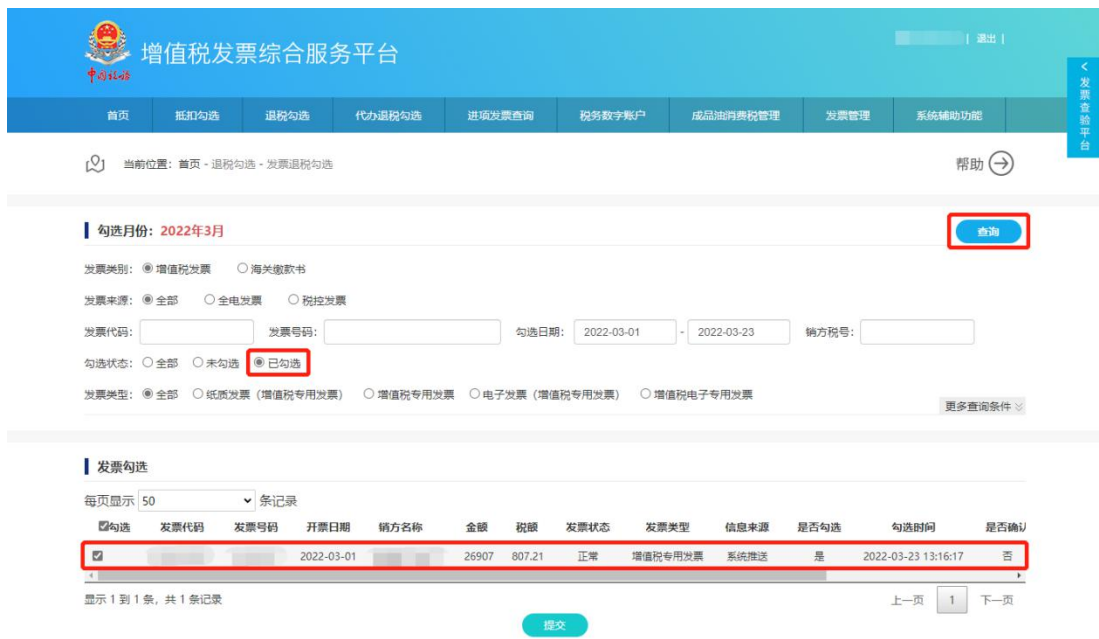 | 退出 |
增值税发票综合服务平台
中国税务
< 发票查验平台
首页 抵扣勾选 退税勾选 代办退税勾选 进项发票查询 税务数字账户 成品油消费税管理 发票管理 系统辅助功能
当前位置：首页 - 退税勾选 - 发票退税勾选 帮助
勾选月份：2022年3月 查询
发票类别： 增值税发票 海关缴款书
发票来源： 全部 全电发票 税控发票
发票代码： 发票号码： 勾选日期： 2022-03-01 - 2022-03-23 销方税号：
勾选状态： 全部 未勾选 已勾选
发票类型： 全部 纸质发票（增值税专用发票） 增值税专用发票 电子发票（增值税专用发票） 增值税电子专用发票
更多查询条件
发票勾选
每页显示 50 条记录
勾选 发票代码 发票号码 开票日期 销方名称 金额 税额 发票状态 发票类型 信息来源 是否勾选 勾选时间 是否确认
2022-03-01 26907 807.21 正常 增值税专用发票 系统推送 是 2022-03-23 13:16:17 否
显示 1 到 1 条，共 1 条记录 上一页 1 下一页
提交